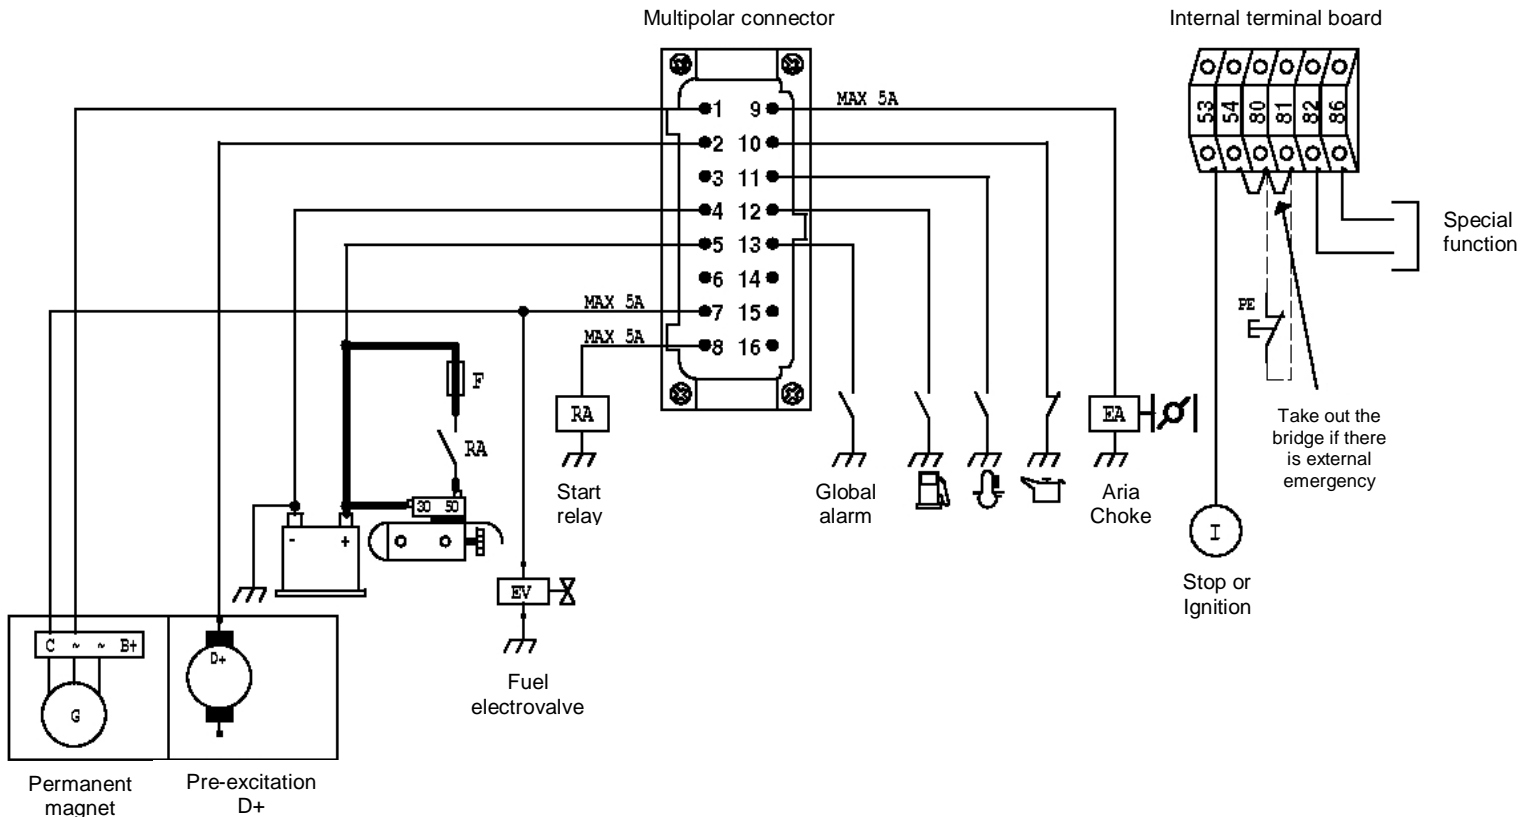 Multipolar connector
Internal terminal board
1 9 MAX 5A
2 10
3 11
4 12
5 13
6 14
MAX 5A 7 15
MAX 5A 8 16
53 54 80 81 82 86
Special
function
PE
Take out the
bridge if there
is external
emergency
F
RA
RA
Start
relay
30 50
- +
EV
Fuel
electrovalve
Global
alarm
EA
Aria
Choke
I
Stop or
Ignition
C ~ ~ B+
G
D+
Permanent
magnet
Pre-excitation
D+